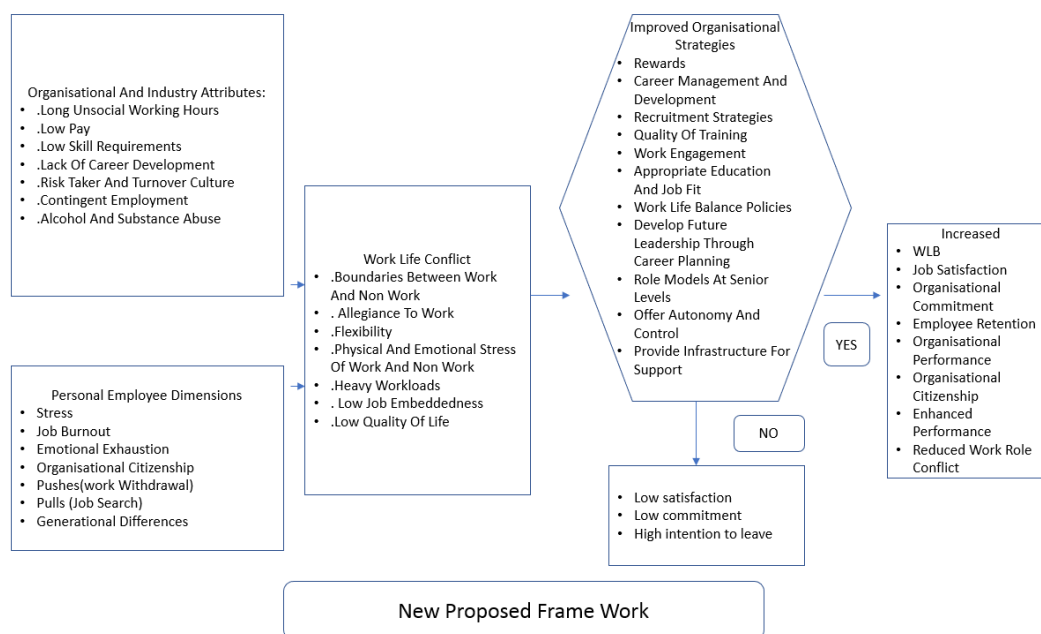 Organisational And Industry Attributes:
• .Long Unsocial Working Hours
• .Low Pay
• .Low Skill Requirements
• .Lack Of Career Development
• .Risk Taker And Turnover Culture
• .Contingent Employment
• .Alcohol And Substance Abuse
Personal Employee Dimensions
• Stress
• Job Burnout
• Emotional Exhaustion
• Organisational Citizenship
• Pushes(work Withdrawal)
• Pulls (Job Search)
• Generational Differences
Work Life Conflict
• .Boundaries Between Work
And Non Work
• . Allegiance To Work
• .Flexibility
• .Physical And Emotional Stress
Of Work And Non Work
• .Heavy Workloads
• . Low Job Embeddedness
• .Low Quality Of Life
Improved Organisational
Strategies
• Rewards
• Career Management And
Development
• Recruitment Strategies
• Quality Of Training
• Work Engagement
• Appropriate Education
And Job Fit
• Work Life Balance Policies
• Develop Future
Leadership Through
Career Planning
• Role Models At Senior
Levels
• Offer Autonomy And
Control
• Provide Infrastructure For
Support
YES
NO
Increased
• WLB
• Job Satisfaction
• Organisational
Commitment
• Employee Retention
• Organisational
Performance
• Organisational
Citizenship
• Enhanced
Performance
• Reduced Work Role
Conflict
• Low satisfaction
• Low commitment
• High intention to leave
New Proposed Frame Work